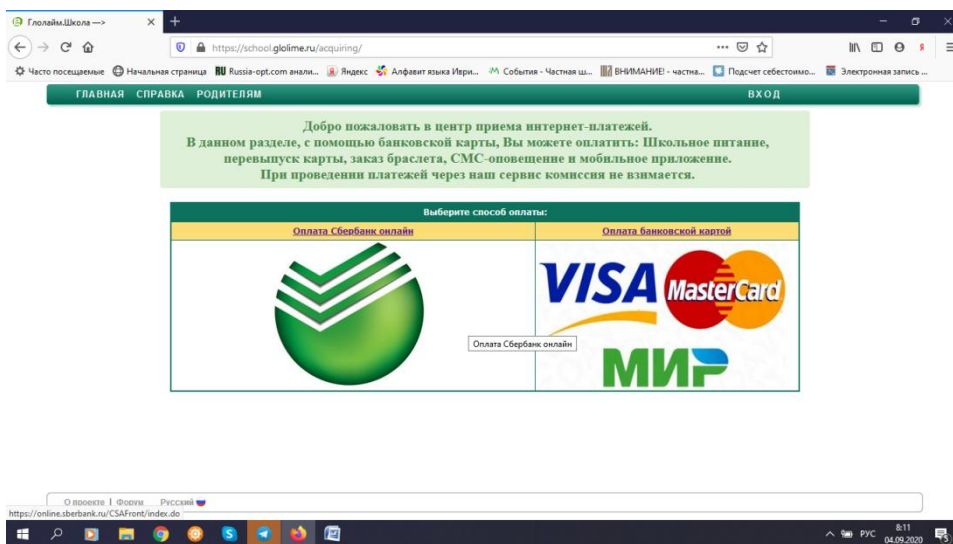 Глолайм.Школа —>
https://school.glolime.ru/acquiring/
Часто посещаемые Начальная страница RU Russia-opt.com анали... Яндекс Алфавит языка Иври... События - Частная ш... ВНИМАНИЕ! - частна... Подсчет себестоимо... Электронная запись ...
ГЛАВНАЯ СПРАВКА РОДИТЕЛЯМ ВХОД
Добро пожаловать в центр приема интернет-платежей.
В данном разделе, с помощью банковской карты, Вы можете оплатить: Школьное питание,
перевыпуск карты, заказ браслета, СМС-оповещение и мобильное приложение.
При проведении платежей через наш сервис комиссия не взимается.
Выберите способ оплаты:
Оплата Сбербанк онлайн Оплата банковской картой
VISA MasterCard
Оплата Сбербанк онлайн
МИР
О проекте | Форум Русский
https://online.sberbank.ru/CSAFront/index.do
РУС 8:11
04.09.2020
5